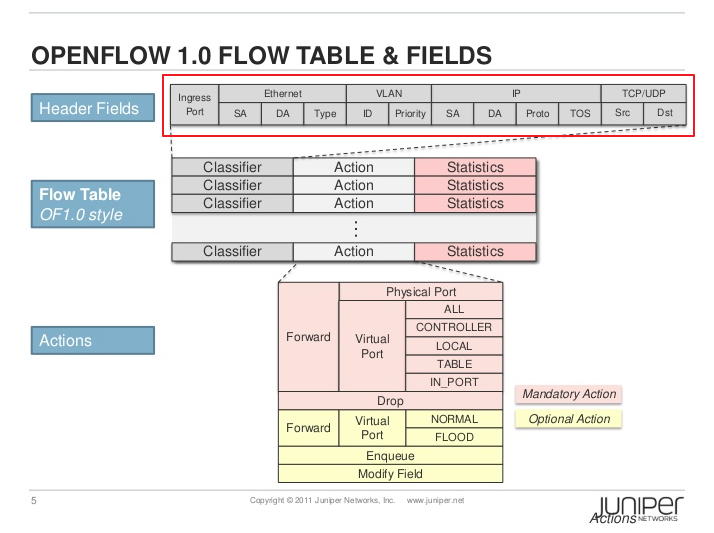 OPENFLOW 1.0 FLOW TABLE & FIELDS
Header Fields
Ingress Port
Ethernet
VLAN
IP
TCP/UDP
SA
DA
Type
ID
Priority
SA
DA
Proto
TOS
Src
Dst
Flow Table
OF1.0 style
Classifier
Action
Statistics
Classifier
Action
Statistics
Classifier
Action
Statistics
⋮
Classifier
Action
Statistics
Actions
Forward
Physical Port
Virtual
Port
ALL
CONTROLLER
LOCAL
TABLE
IN_PORT
Drop
Forward
Virtual
Port
NORMAL
FLOOD
Enqueue
Modify Field
Mandatory Action
Optional Action
5
Copyright © 2011 Juniper Networks, Inc. www.juniper.net
JUNIPER
NETWORKS
Actions